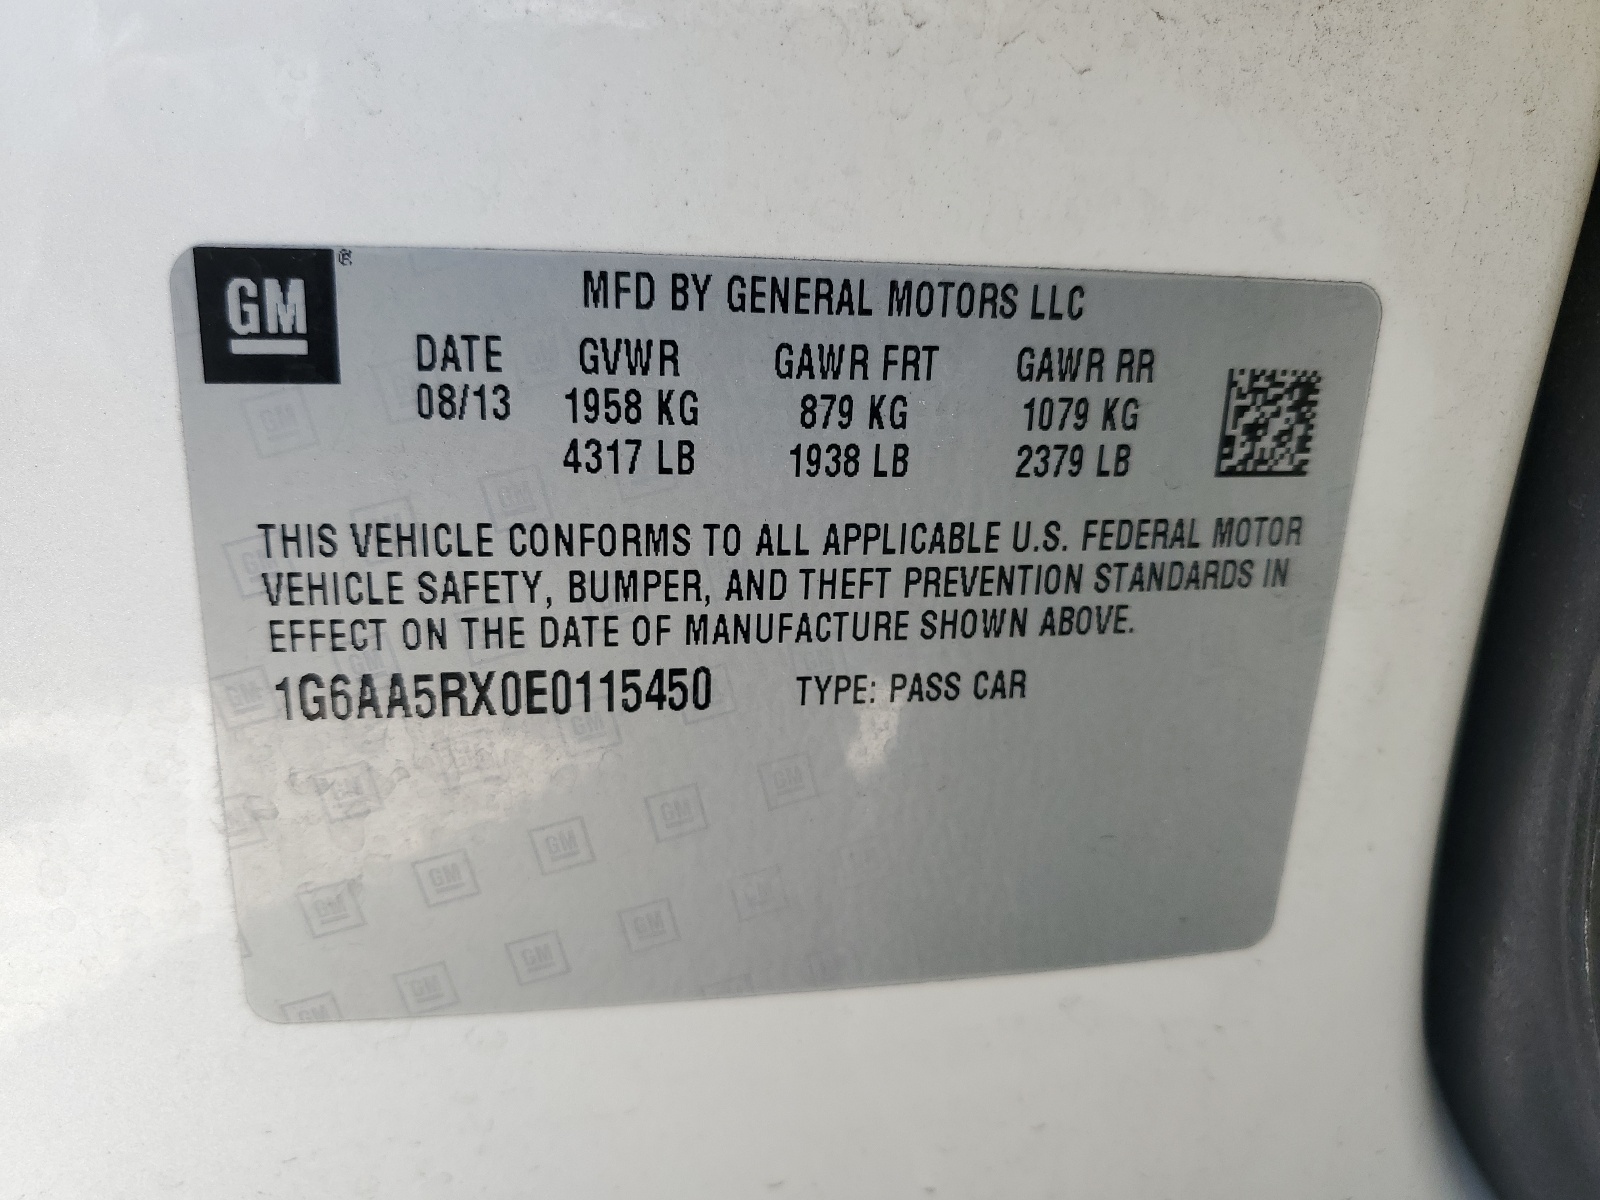 GM
MFD BY GENERAL MOTORS LLC
DATE GVWR GAWR FRT GAWR RR
08/13 1958 KG 879 KG 1079 KG
4317 LB 1938 LB 2379 LB
THIS VEHICLE CONFORMS TO ALL APPLICABLE U.S. FEDERAL MOTOR
VEHICLE SAFETY, BUMPER, AND THEFT PREVENTION STANDARDS IN
EFFECT ON THE DATE OF MANUFACTURE SHOWN ABOVE.
1G6AA5RX0E0115450 TYPE: PASS CAR